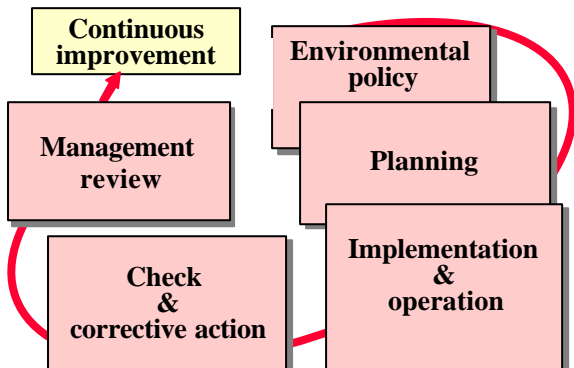 Continuous
improvement
Environmental
policy
Management
review
Planning
Implementation
&
operation
Check
&
corrective action